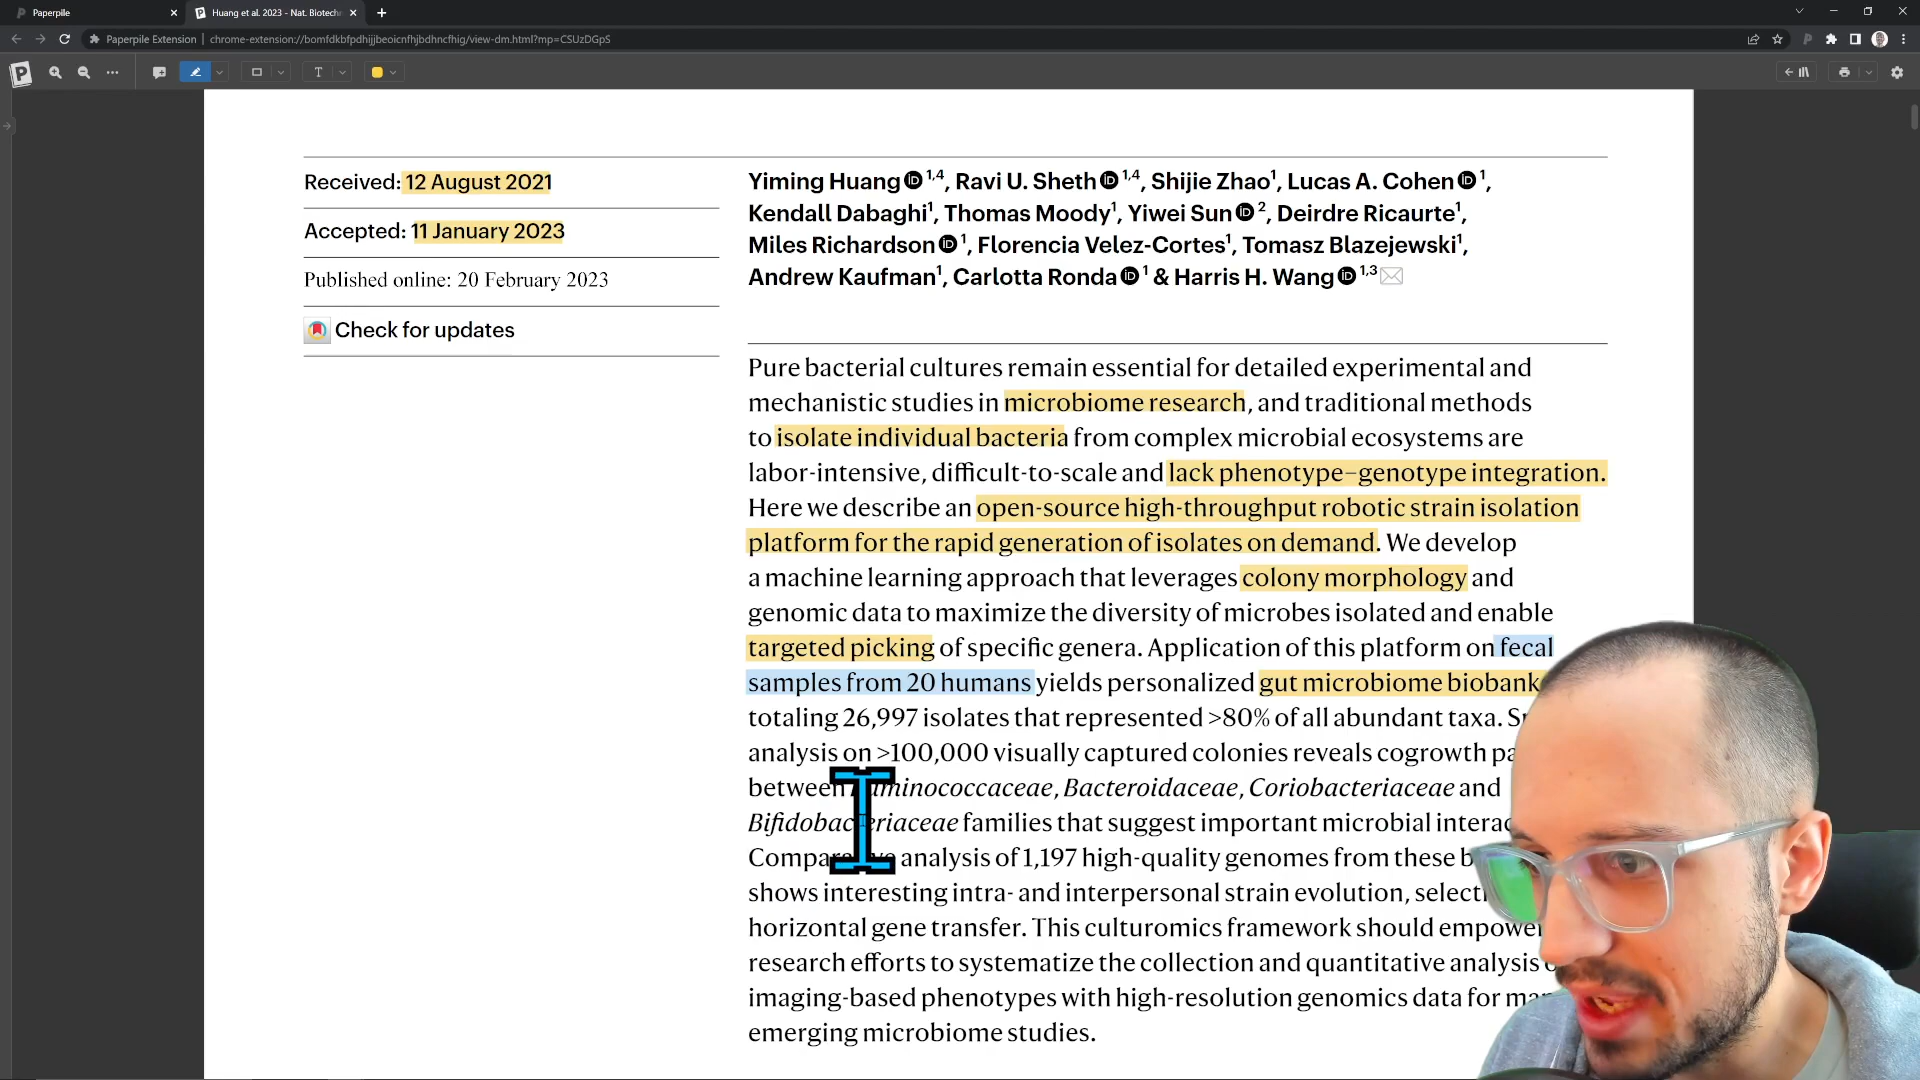 Paperpile
Huang et al. 2023 - Nat. Biotechn
Paperpile Extension | chrome-extension://bomfdkbfpdhijjbeoicnfhjbdhncfhig/view-dm.html?mp=CSUzDGpS
Received: 12 August 2021
Accepted: 11 January 2023
Published online: 20 February 2023
Check for updates
Yiming Huang 1,4, Ravi U. Sheth 1,4, Shijie Zhao1, Lucas A. Cohen 1,
Kendall Dabaghi1, Thomas Moody1, Yiwei Sun 2, Deirdre Ricaurte1,
Miles Richardson 1, Florencia Velez-Cortes1, Tomasz Blazejewski1,
Andrew Kaufman1, Carlotta Ronda 1 & Harris H. Wang 1,3
Pure bacterial cultures remain essential for detailed experimental and
mechanistic studies in microbiome research, and traditional methods
to isolate individual bacteria from complex microbial ecosystems are
labor-intensive, difficult-to-scale and lack phenotype–genotype integration.
Here we describe an open-source high-throughput robotic strain isolation
platform for the rapid generation of isolates on demand. We develop
a machine learning approach that leverages colony morphology and
genomic data to maximize the diversity of microbes isolated and enable
targeted picking of specific genera. Application of this platform on fecal
samples from 20 humans yields personalized gut microbiome biobank
totaling 26,997 isolates that represented >80% of all abundant taxa.
analysis on >100,000 visually captured colonies reveals cogrowth
between Ruminococcaceae, Bacteroidaceae, Coriobacteriaceae and
Bifidobacteriaceae families that suggest important microbial
analysis of 1,197 high-quality genomes from these
shows interesting intra- and interpersonal strain evolution,
horizontal gene transfer. This culturomics framework should empower
research efforts to systematize the collection and quantitative analysis
imaging-based phenotypes with high-resolution genomics data for
emerging microbiome studies.